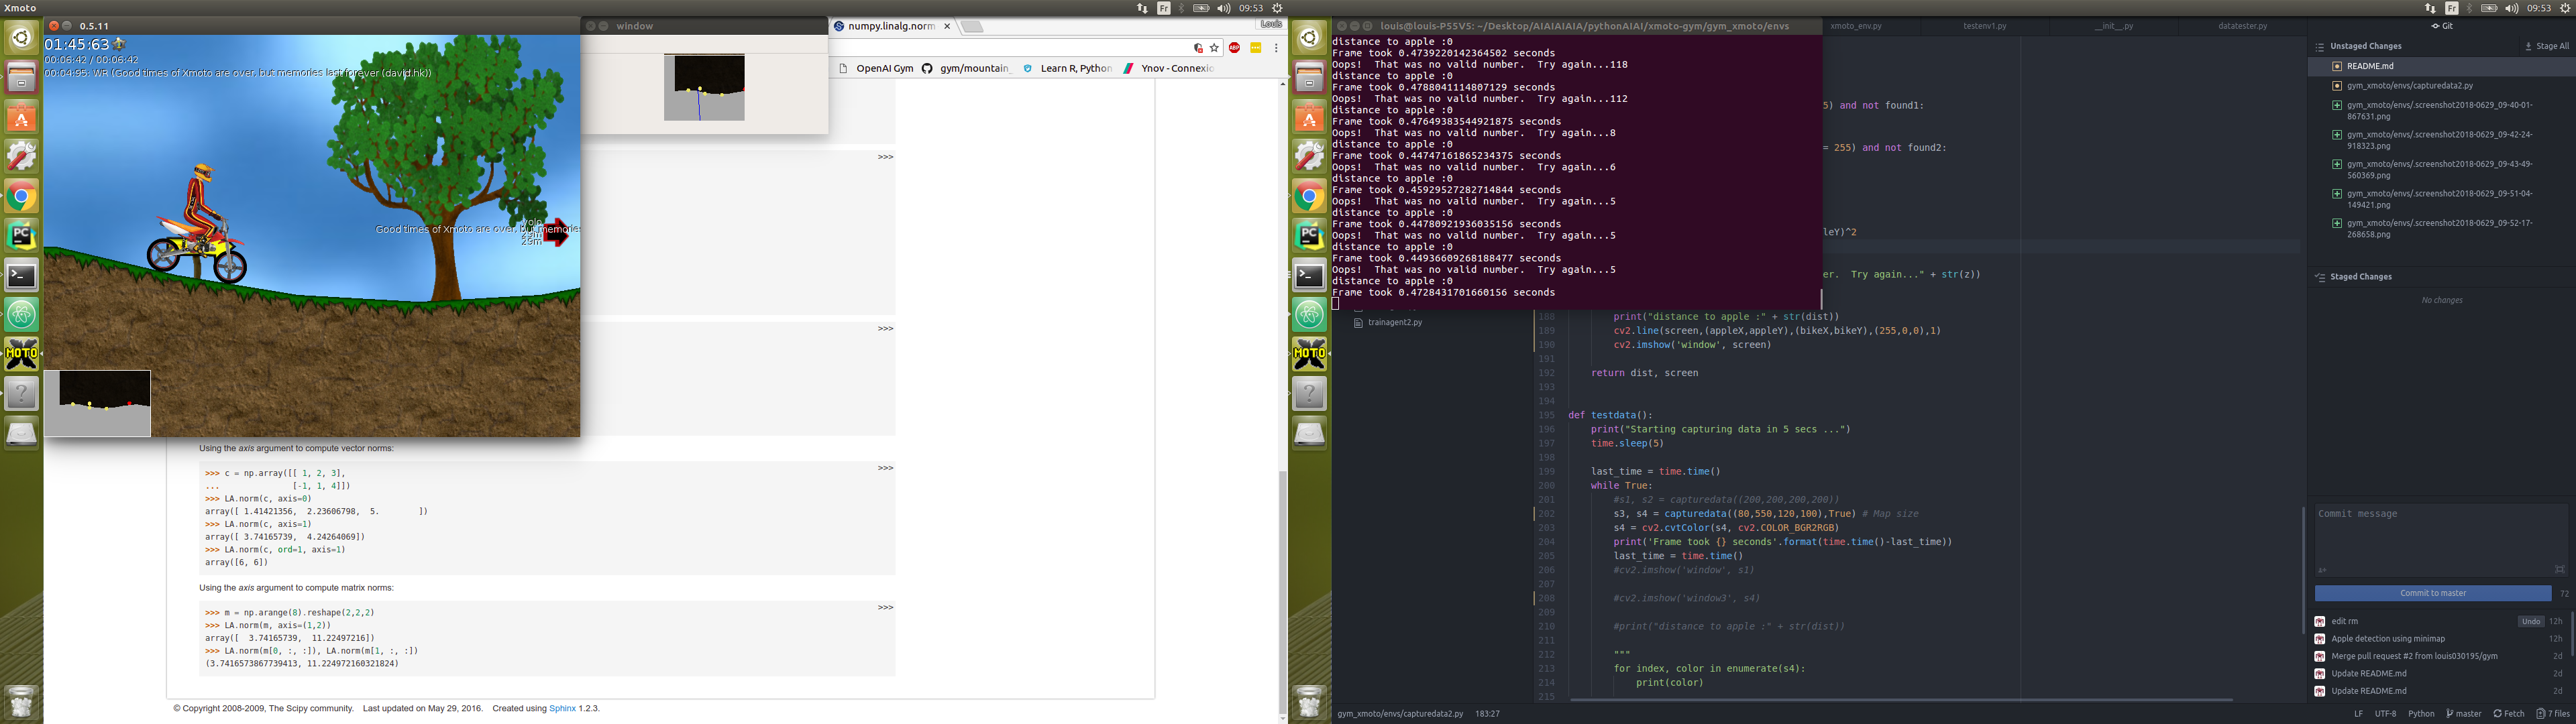 Xmoto
Fr
09:53
0.5.11
01:45:63
00:06:42 / 00:06:42
00:04:95: WR (Good times of Xmoto are over, but memories last forever (david.hk))
yolo
Good times of Xmoto are over, but memories
29m
MOTO
window
numpy.linalg.norm
Louis
ABP
OpenAI Gym
gym/mountain_
Learn R, Python
Ynov - Connexio
>>>
>>>
Using the axis argument to compute vector norms:
>>>
>>> c = np.array([[ 1, 2, 3],
... [-1, 1, 4]])
>>> LA.norm(c, axis=0)
array([ 1.41421356, 2.23606798, 5. ])
>>> LA.norm(c, axis=1)
array([ 3.74165739, 4.24264069])
>>> LA.norm(c, ord=1, axis=1)
array([6, 6])
Using the axis argument to compute matrix norms:
>>>
>>> m = np.arange(8).reshape(2,2,2)
>>> LA.norm(m, axis=(1,2))
array([ 3.74165739, 11.22497216])
>>> LA.norm(m[0, :, :]), LA.norm(m[1, :, :])
(3.7416573867739413, 11.224972160321824)
© Copyright 2008-2009, The Scipy community. Last updated on May 29, 2016. Created using Sphinx 1.2.3.
Fr
09:53
louis@louis-P55V5: ~/Desktop/AIAIAIAIA/pythonAIAI/xmoto-gym/gym_xmoto/envs
distance to apple :0
Frame took 0.4739220142364502 seconds
Oops! That was no valid number. Try again...118
distance to apple :0
Frame took 0.4788041114807129 seconds
Oops! That was no valid number. Try again...112
distance to apple :0
Frame took 0.47649383544921875 seconds
Oops! That was no valid number. Try again...8
distance to apple :0
Frame took 0.44747161865234375 seconds
Oops! That was no valid number. Try again...6
distance to apple :0
Frame took 0.45929527282714844 seconds
Oops! That was no valid number. Try again...5
distance to apple :0
Frame took 0.44780921936035156 seconds
Oops! That was no valid number. Try again...5
distance to apple :0
Frame took 0.44936609268188477 seconds
Oops! That was no valid number. Try again...5
distance to apple :0
Frame took 0.4728431701660156 seconds
MOTO
trainagent2.py
xmoto_env.py
testenv1.py
__init__.py
datatester.py
5) and not found1:
= 255) and not found2:
leY)^2
er. Try again..." + str(z))
188 print("distance to apple :" + str(dist))
189 cv2.line(screen,(appleX,appleY),(bikeX,bikeY),(255,0,0),1)
190 cv2.imshow('window', screen)
191
192 return dist, screen
193
194
195 def testdata():
196 print("Starting capturing data in 5 secs ...")
197 time.sleep(5)
198
199 last_time = time.time()
200 while True:
201 #s1, s2 = capturedata((200,200,200,200))
202 s3, s4 = capturedata((80,550,120,100),True) # Map size
203 s4 = cv2.cvtColor(s4, cv2.COLOR_BGR2RGB)
204 print('Frame took {} seconds'.format(time.time()-last_time))
205 last_time = time.time()
206 #cv2.imshow('window', s1)
207
208 #cv2.imshow('window3', s4)
209
210 #print("distance to apple :" + str(dist))
211
212 """
213 for index, color in enumerate(s4):
214 print(color)
215
gym_xmoto/envs/capturedata2.py 183:27
Git
Unstaged Changes
Stage All
README.md
gym_xmoto/envs/capturedata2.py
gym_xmoto/envs/.screenshot2018-0629_09-40-01-
867631.png
gym_xmoto/envs/.screenshot2018-0629_09-42-24-
918323.png
gym_xmoto/envs/.screenshot2018-0629_09-43-49-
560369.png
gym_xmoto/envs/.screenshot2018-0629_09-51-04-
149421.png
gym_xmoto/envs/.screenshot2018-0629_09-52-17-
268658.png
Staged Changes
No changes
Commit message
Commit to master
72
edit rm
Undo
12h
Apple detection using minimap
12h
Merge pull request #2 from louis030195/gym
2d
Update README.md
2d
Update README.md
2d
LF UTF-8 Python master Fetch 7 files